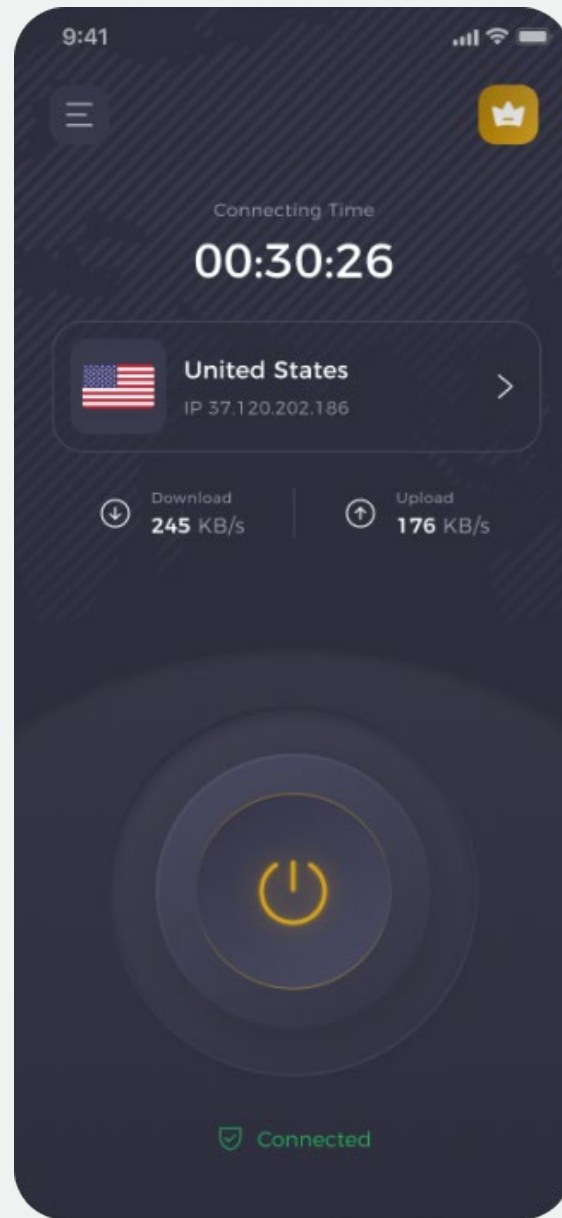 9:41
Connecting Time
00:30:26
United States
IP 37.120.202.186
Download
245 KB/s
Upload
176 KB/s
Connected